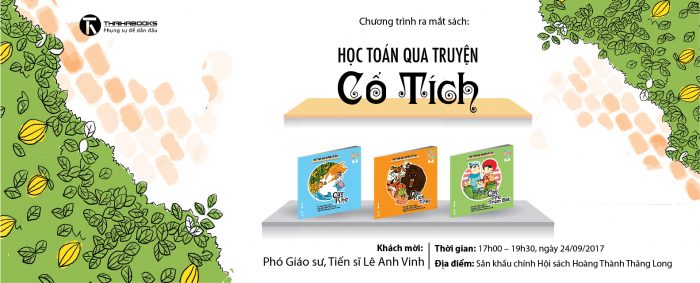 THAIHABOOKS
Phụng sự để dẫn đầu
Chương trình ra mắt sách:
HỌC TOÁN QUA TRUYỆN
Cổ Tích
Cây
Khế
Khách mời:
Phó Giáo sư, Tiến sĩ Lê Anh Vinh
Thời gian: 17h00 – 19h30, ngày 24/09/2017
Địa điểm: Sân khấu chính Hội sách Hoàng Thành Thăng Long